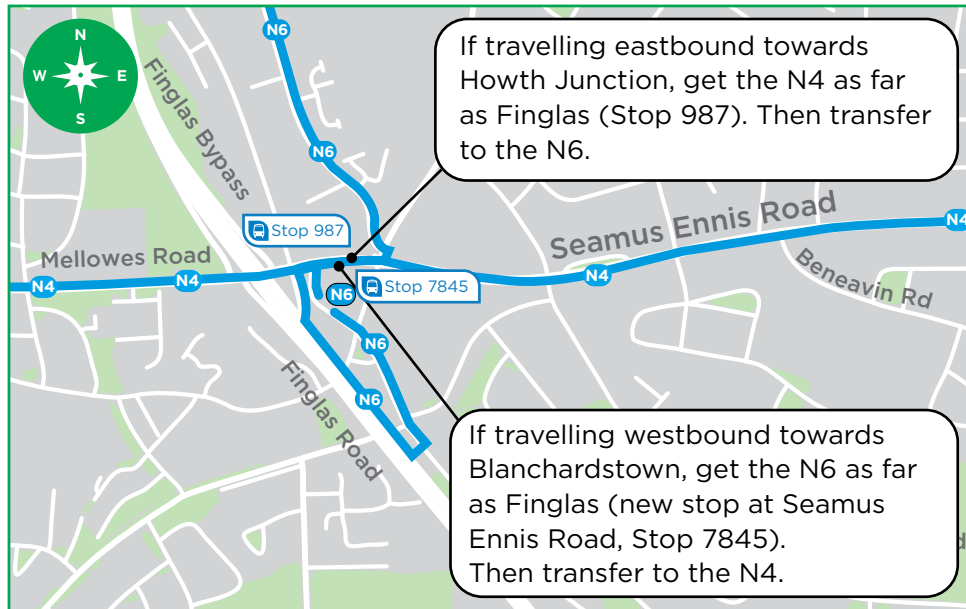 N
W E
S
N6
If travelling eastbound towards
Howth Junction, get the N4 as far
as Finglas (Stop 987). Then transfer
to the N6.
Finglas Bypass
N6
Stop 987
Seamus Ennis Road
N4
Mellowes Road
N4
N4
N4
Beneavin Rd
N6
Stop 7845
N6
N6
Finglas Road
If travelling westbound towards
Blanchardstown, get the N6 as far
as Finglas (new stop at Seamus
Ennis Road, Stop 7845).
Then transfer to the N4.